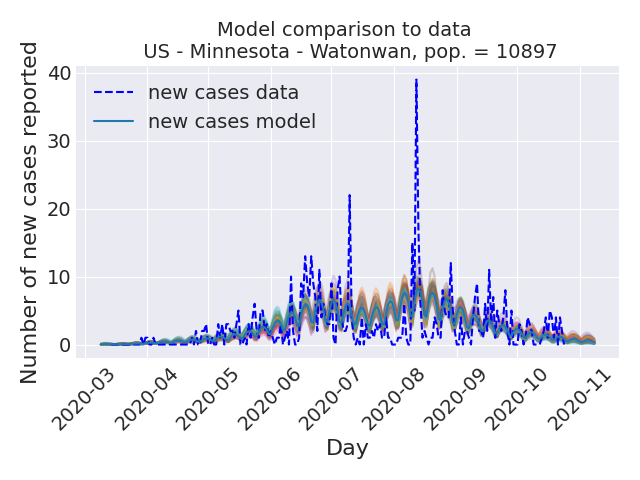 Model comparison to data
US - Minnesota - Watonwan, pop. = 10897
Number of new cases reported
40
30
20
10
0
new cases data
new cases model
2020-03
2020-04
2020-05
2020-06
2020-07
2020-08
2020-09
2020-10
2020-11
Day